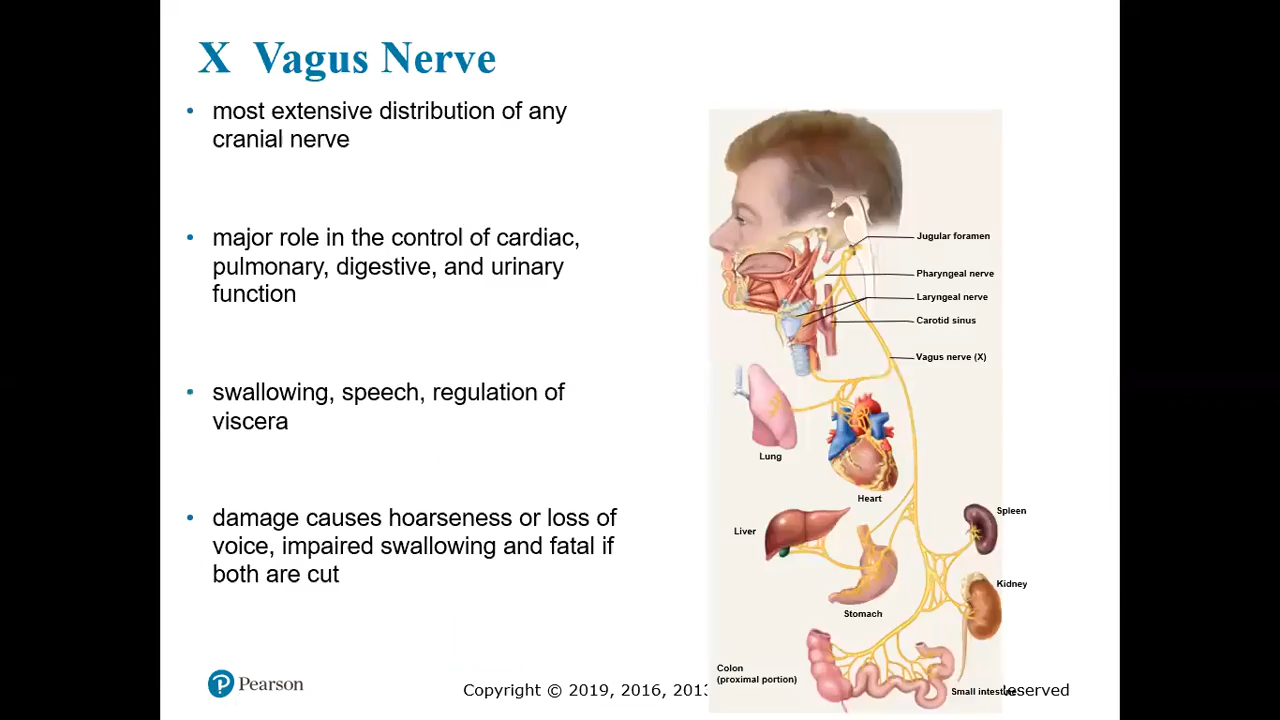 X Vagus Nerve
• most extensive distribution of any
cranial nerve
• major role in the control of cardiac,
pulmonary, digestive, and urinary
function
• swallowing, speech, regulation of
viscera
• damage causes hoarseness or loss of
voice, impaired swallowing and fatal if
both are cut
Jugular foramen
Pharyngeal nerve
Laryngeal nerve
Carotid sinus
Vagus nerve (X)
Lung
Heart
Liver
Spleen
Stomach
Kidney
Colon
(proximal portion)
Small intestine
Pearson
Copyright © 2019, 2016, 2013